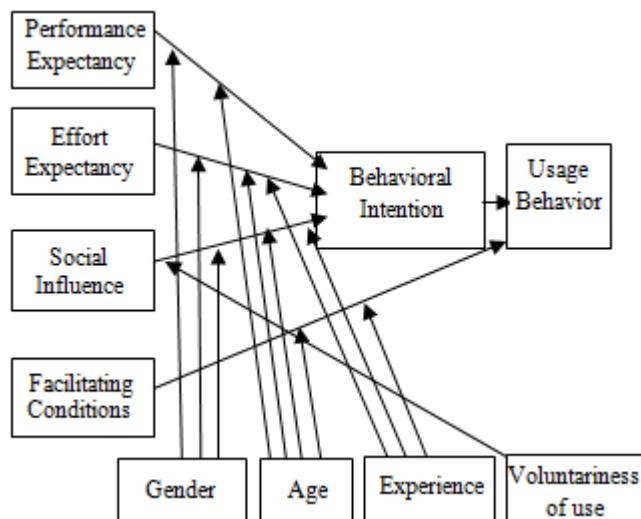 Performance
Expectancy
Effort
Expectancy
Behavioral
Intention
Usage
Behavior
Social
Influence
Facilitating
Conditions
Gender
Age
Experience
Voluntariness
of use